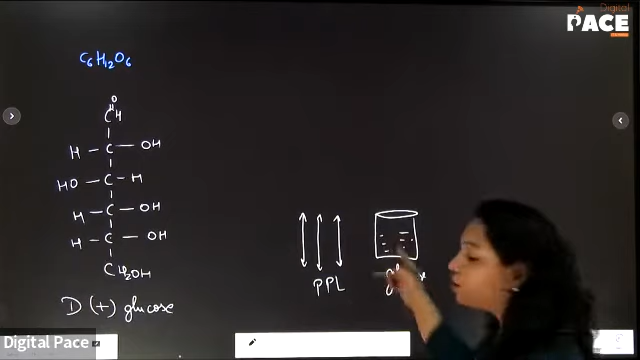 Digital
PACE
C6H12O6
O
CH
H - C - OH
HO - C - H
H - C - OH
H - C - OH
CH2OH
D (+) glucose
PPL
Digital Pace